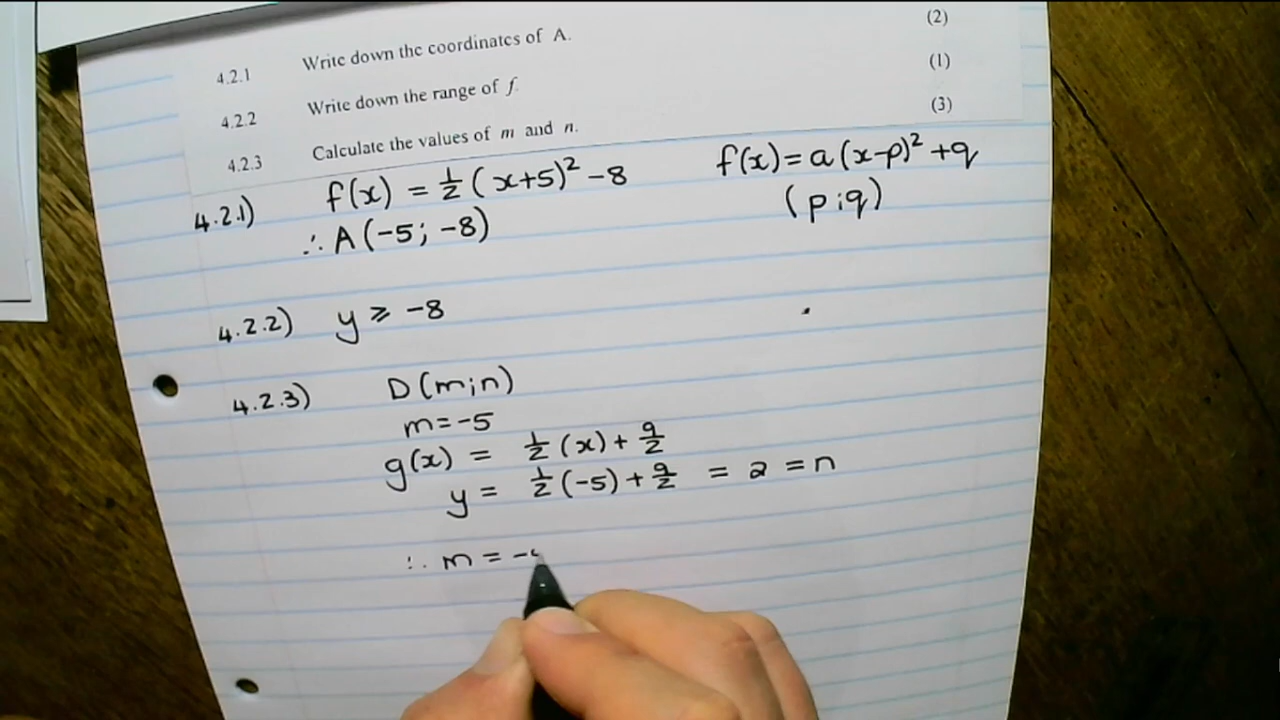 (2)
4.2.1 Write down the coordinates of A.
(1)
4.2.2 Write down the range of f.
(3)
4.2.3 Calculate the values of m and n.
4.2.1) f(x) = ½(x+5)² -8 f(x) = a(x-p)² + q
∴ A(-5; -8) (p;q)
4.2.2) y ⩾ -8
4.2.3) D(m;n)
m = -5
g(x) = ½(x) + 9/2
y = ½(-5) + 9/2 = 2 = n
∴ m = -